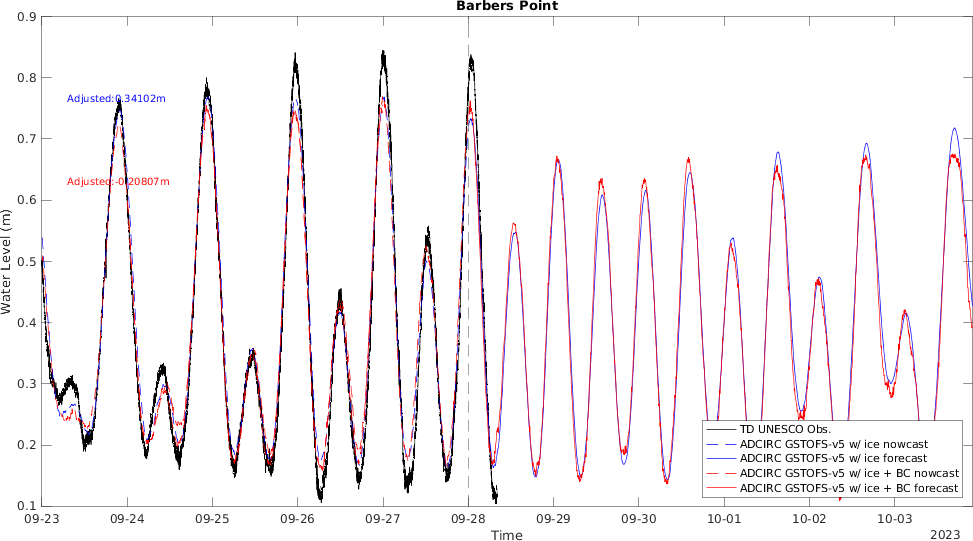 Barbers Point
Water Level (m)
0.9
0.8
0.7
0.6
0.5
0.4
0.3
0.2
0.1
Adjusted:0.34102m
Adjusted:-0.20807m
TD UNESCO Obs.
ADCIRC GSTOFS-v5 w/ ice nowcast
ADCIRC GSTOFS-v5 w/ ice forecast
ADCIRC GSTOFS-v5 w/ ice + BC nowcast
ADCIRC GSTOFS-v5 w/ ice + BC forecast
09-23 09-24 09-25 09-26 09-27 09-28 09-29 09-30 10-01 10-02 10-03
Time
2023